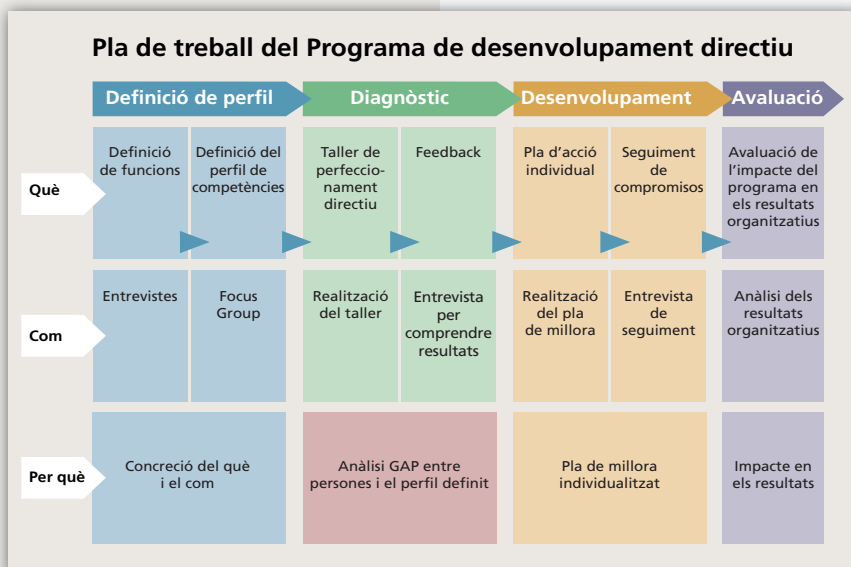 Pla de treball del Programa de desenvolupament directiu
Definició de perfil
Diagnòstic
Desenvolupament
Avaluació
Què
Definició
de funcions
Definició del
perfil de
competències
Taller de
perfeccio-
nament
directiu
Feedback
Pla d’acció
individual
Seguiment
de
compromisos
Avaluació de
l’impacte del
programa en
els resultats
organitzatius
Com
Entrevistes
Focus
Group
Realització
del taller
Entrevista
per
comprendre
resultats
Realització
del pla
de millora
Entrevista
de
seguiment
Anàlisi dels
resultats
organitzatius
Per què
Concreció del què
i el com
Anàlisi GAP entre
persones i el perfil definit
Pla de millora
individualitzat
Impacte en
els resultats